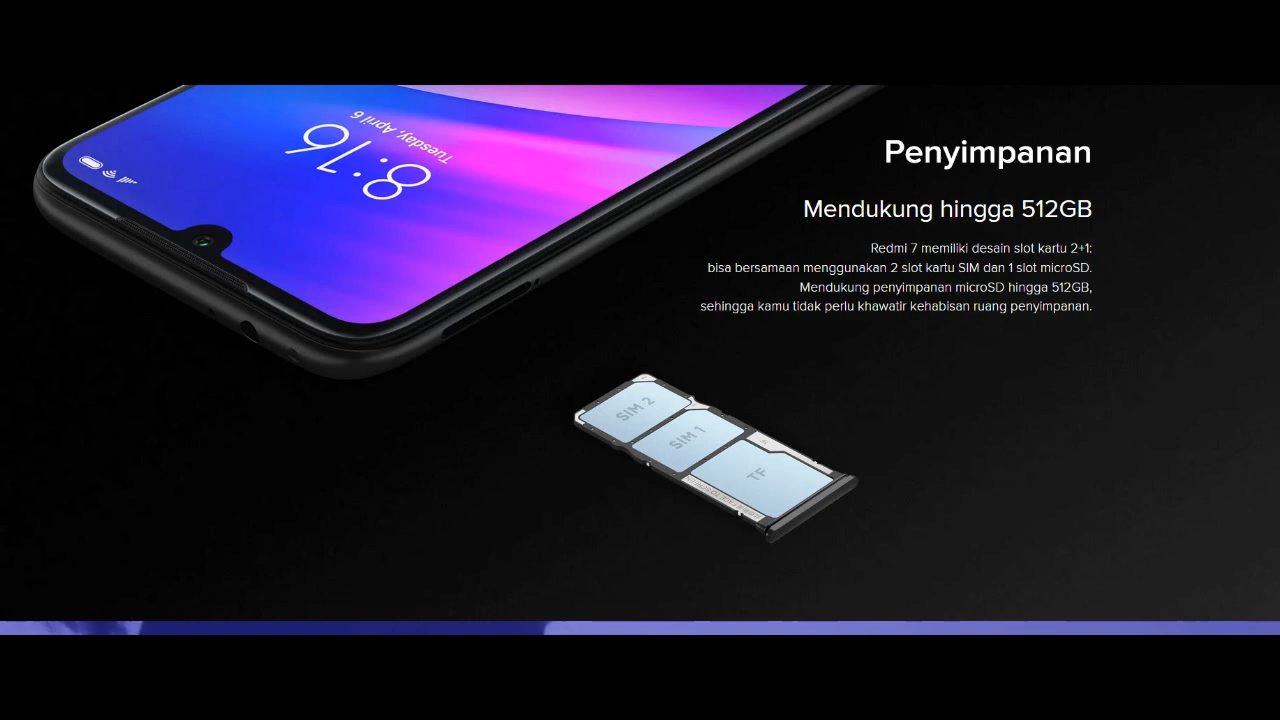 Penyimpanan
Mendukung hingga 512GB
Redmi 7 memiliki desain slot kartu 2+1:
bisa bersamaan menggunakan 2 slot kartu SIM dan 1 slot microSD.
Mendukung penyimpanan microSD hingga 512GB,
sehingga kamu tidak perlu khawatir kehabisan ruang penyimpanan.
8:16
Tuesday, April 6
SIM 2
SIM 1
TF